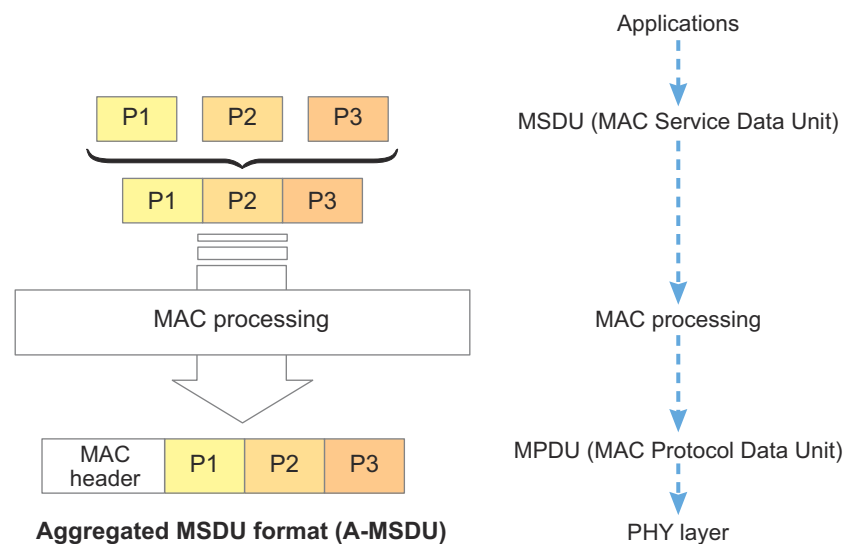 Applications
P1 P2 P3
MSDU (MAC Service Data Unit)
P1 P2 P3
MAC processing
MAC processing
MAC
header
P1 P2 P3
MPDU (MAC Protocol Data Unit)
Aggregated MSDU format (A-MSDU)
PHY layer